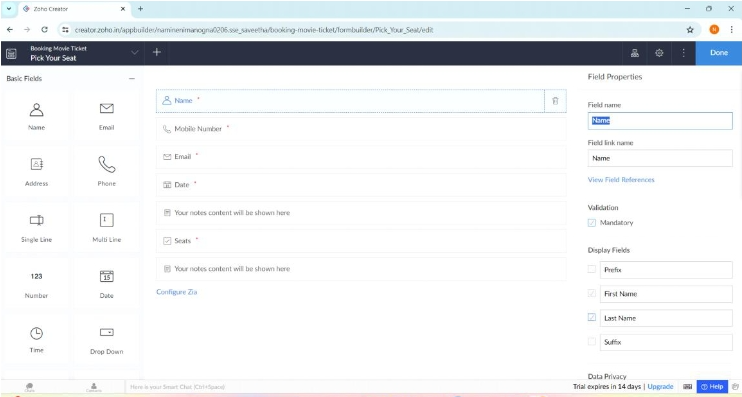 Zoho Creator
creator.zoho.in/appbuilder/naminenimanogna0206.sse_saveetha/booking-movie-ticket/formbuilder/Pick_Your_Seat/edit
Booking Movie Ticket
Pick Your Seat
Done
Basic Fields
Name
Email
Address
Phone
Single Line
Multi Line
123
Number
15
Date
Time
Drop Down
Name *
Mobile Number *
Email *
Date *
Your notes content will be shown here
Seats *
Your notes content will be shown here
Configure Zia
Field Properties
Field name
Name
Field link name
Name
View Field References
Validation
Mandatory
Display Fields
Prefix
First Name
Last Name
Suffix
Data Privacy
Here is your Smart Chat (Ctrl+Space)
Trial expires in 14 days | Upgrade
Help